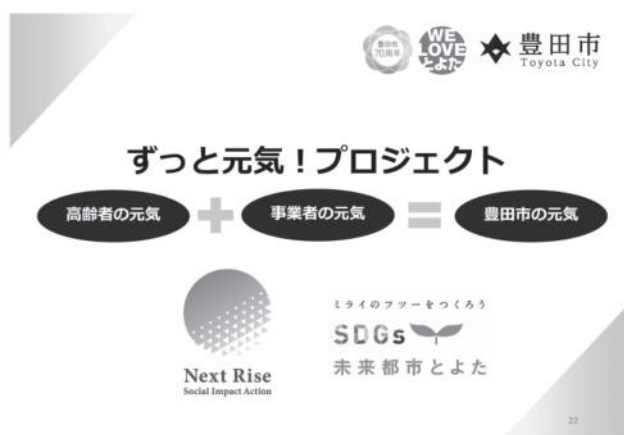 豊田市
70周年
WE
LOVE
とよた
豊田市
Toyota City
ずっと元気！プロジェクト
高齢者の元気 + 事業者の元気 = 豊田市の元気
Next Rise
Social Impact Action
ミライのフツーをつくろう
SDGs
未来都市とよた
22